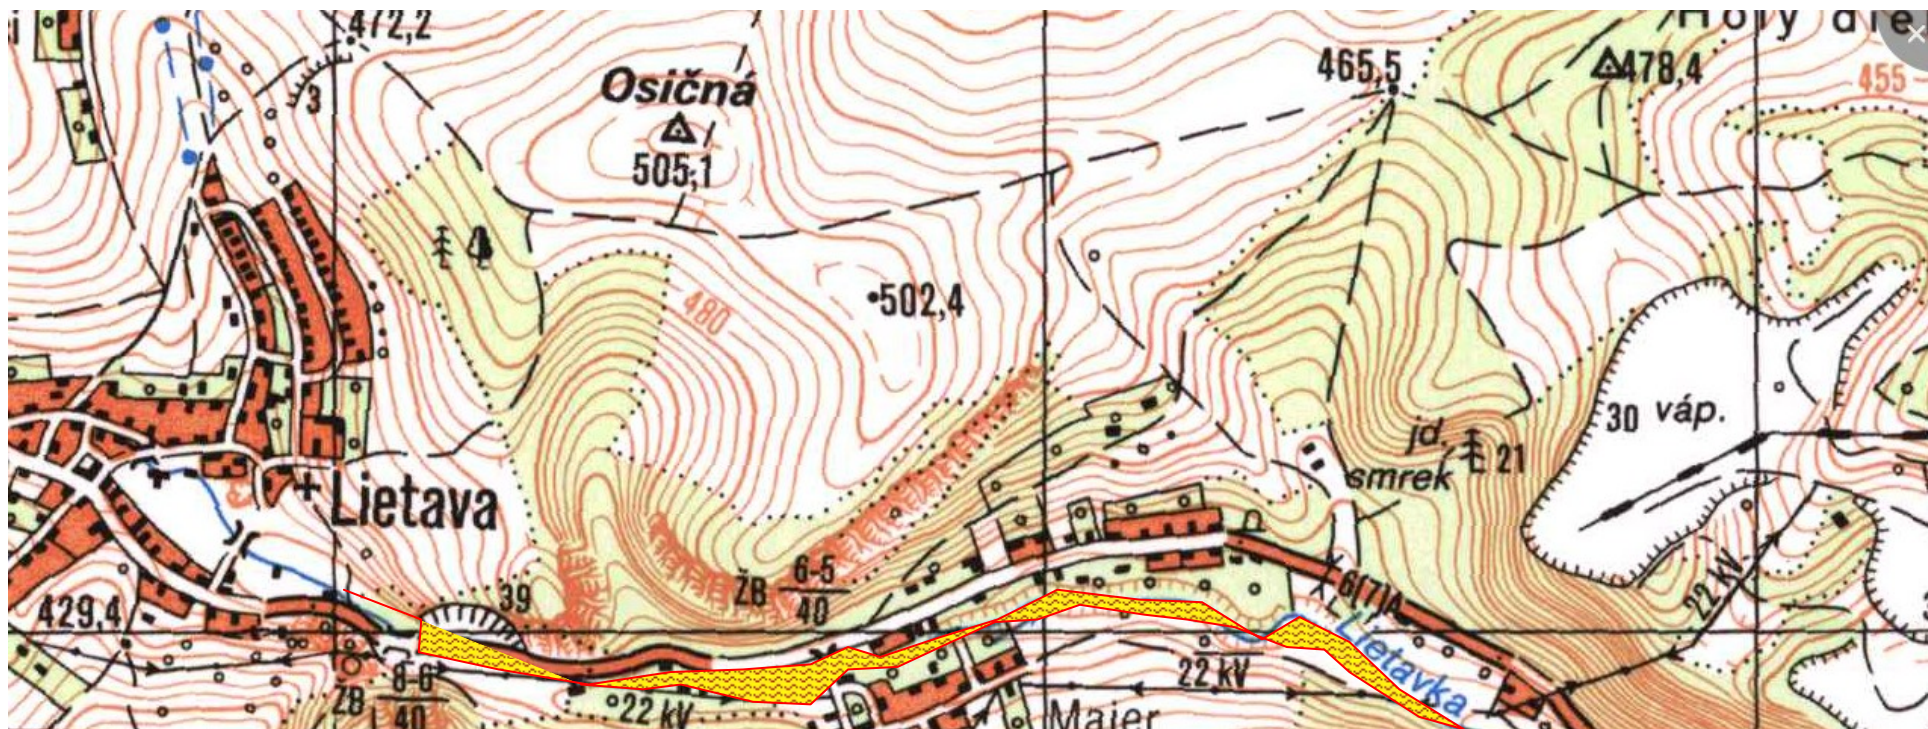 472,2
Holý die
465,5
478,4
455
Osičná
3
505,1
502,4
480
30 váp.
jd.
smrek
21
Lietava
39
ŽB 6-5
40
22 kV
6(7)A
429,4
Lietavka
22 kV
ŽB 8-6
40
22 kV
Majer